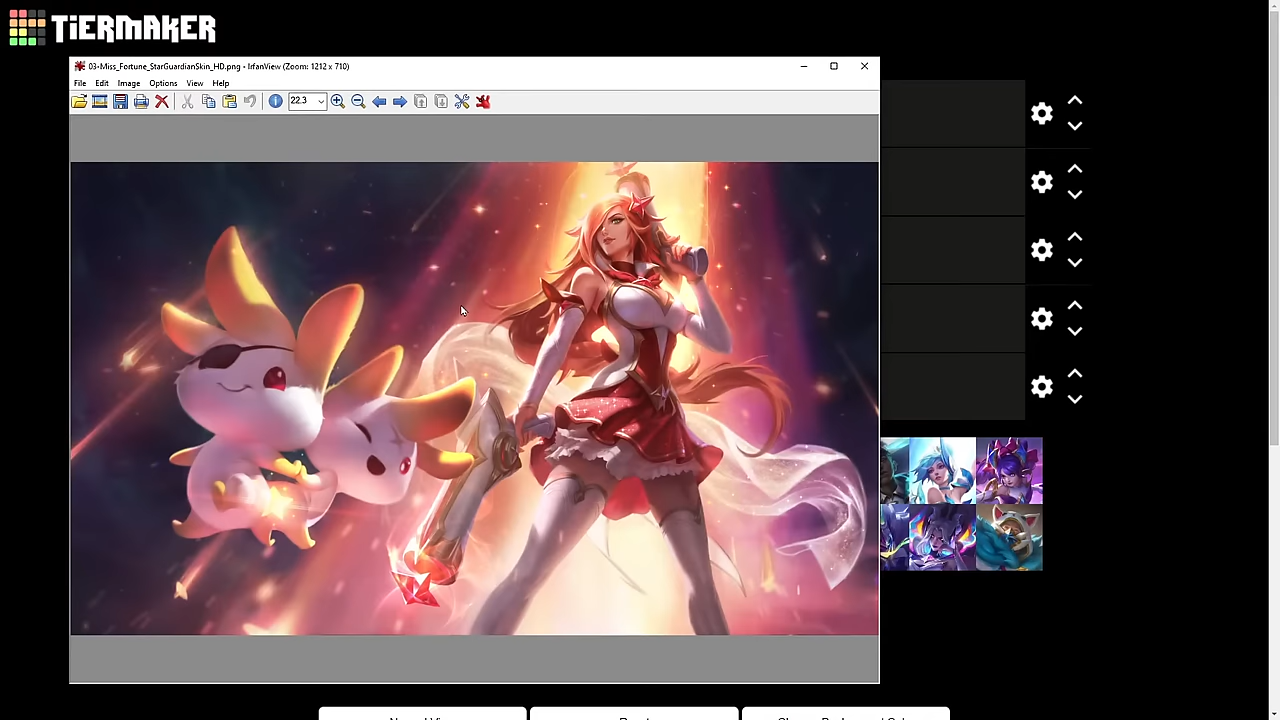 TIERMAKER
03-Miss_Fortune_StarGuardianSkin_HD.png - IrfanView (Zoom: 1212 x 710)
File Edit Image Options View Help
22.3